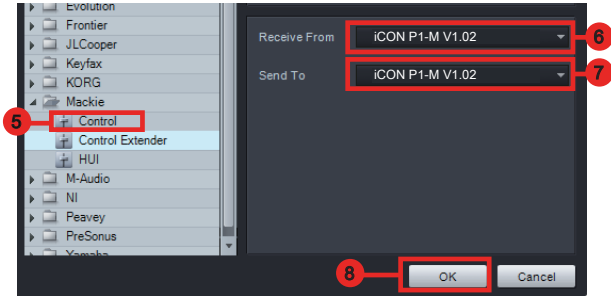 Evolution
Frontier
JLCooper
Keyfax
KORG
Mackie
5
Control
Control Extender
HUI
M-Audio
NI
Peavey
PreSonus
Yamaha
Receive From
iCON P1-M V1.02
6
Send To
iCON P1-M V1.02
7
8
OK
Cancel